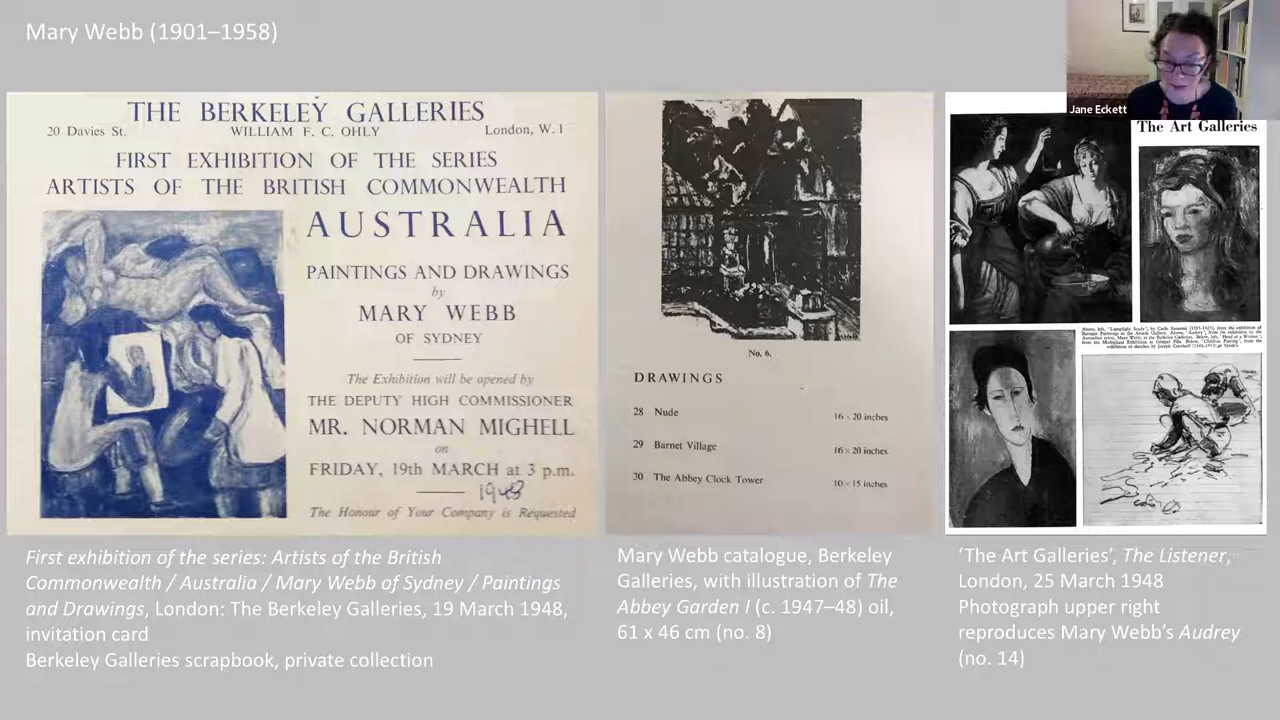 Mary Webb (1901–1958)
Jane Eckett
THE BERKELEY GALLERIES
20 Davies St. WILLIAM F. C. OHLY London, W.1
FIRST EXHIBITION OF THE SERIES
ARTISTS OF THE BRITISH COMMONWEALTH
AUSTRALIA
PAINTINGS AND DRAWINGS
by
MARY WEBB
OF SYDNEY
The Exhibition will be opened by
THE DEPUTY HIGH COMMISSIONER
MR. NORMAN MIGHELL
on
FRIDAY, 19th MARCH at 3 p.m.
1948
The Honour of Your Company is Requested
No. 6.
DRAWINGS
28 Nude 16 × 20 inches
29 Barnet Village 16 × 20 inches
30 The Abbey Clock Tower 10 × 15 inches
The Art Galleries
First exhibition of the series: Artists of the British
Commonwealth / Australia / Mary Webb of Sydney / Paintings
and Drawings, London: The Berkeley Galleries, 19 March 1948,
invitation card
Berkeley Galleries scrapbook, private collection
Mary Webb catalogue, Berkeley
Galleries, with illustration of The
Abbey Garden I (c. 1947–48) oil,
61 x 46 cm (no. 8)
‘The Art Galleries’, The Listener,
London, 25 March 1948
Photograph upper right
reproduces Mary Webb’s Audrey
(no. 14)